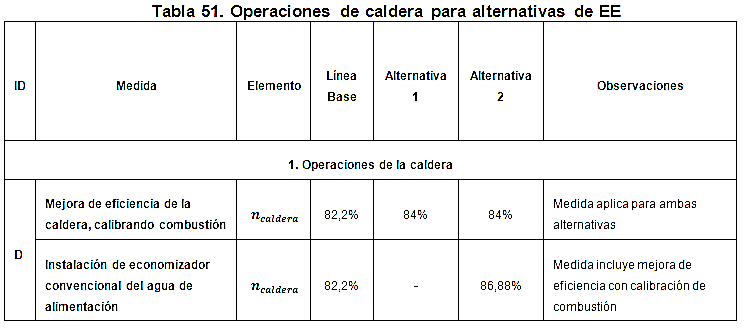 Tabla 51. Operaciones de caldera para alternativas de EE
ID Medida Elemento Línea Base Alternativa 1 Alternativa 2 Observaciones
1. Operaciones de la caldera
D
Mejora de eficiencia de la
caldera, calibrando combustión
n caldera
82,2%
84%
84%
Medida aplica para ambas
alternativas
Instalación de economizador
convencional del agua de
alimentación
n caldera
82,2%
-
86,88%
Medida incluye mejora de
eficiencia con calibración de
combustión